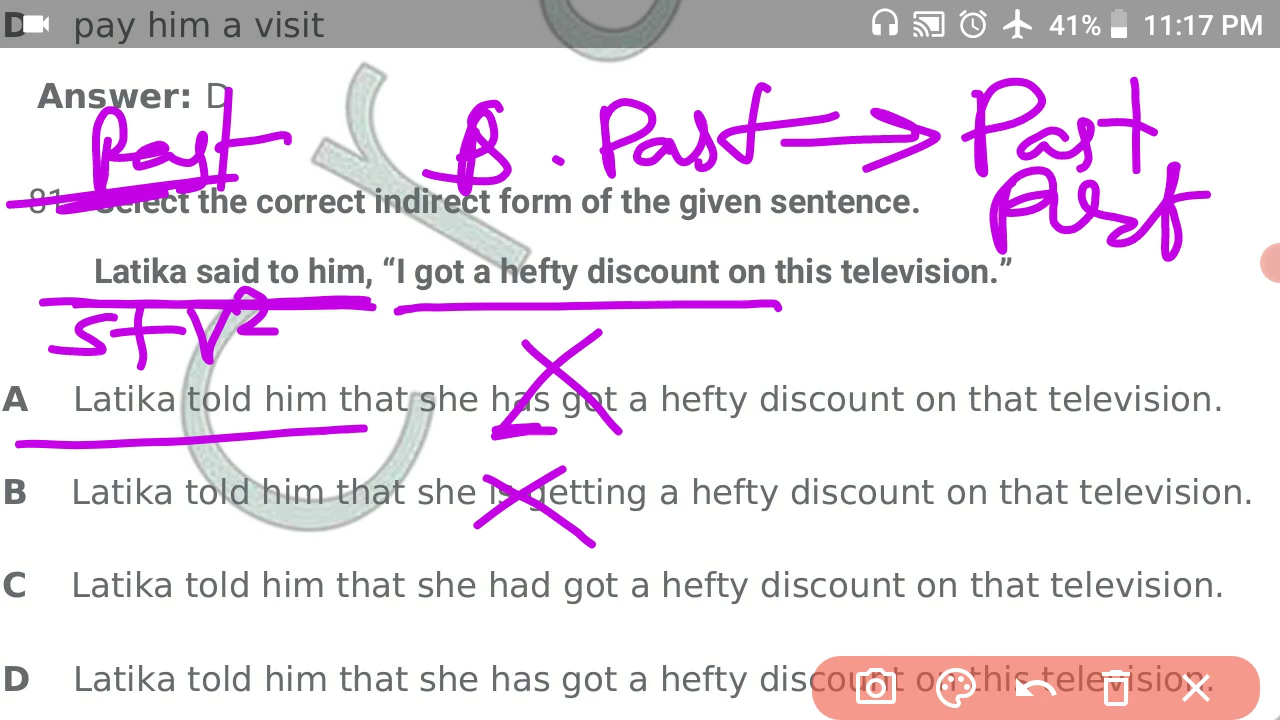 D pay him a visit
41% 11:17 PM
Answer: D
Past B. Past → Past
Perf
81 Select the correct indirect form of the given sentence.
Latika said to him, “I got a hefty discount on this television.”
S+V2
A Latika told him that she has got a hefty discount on that television.
B Latika told him that she is getting a hefty discount on that television.
C Latika told him that she had got a hefty discount on that television.
D Latika told him that she has got a hefty discount on this television.